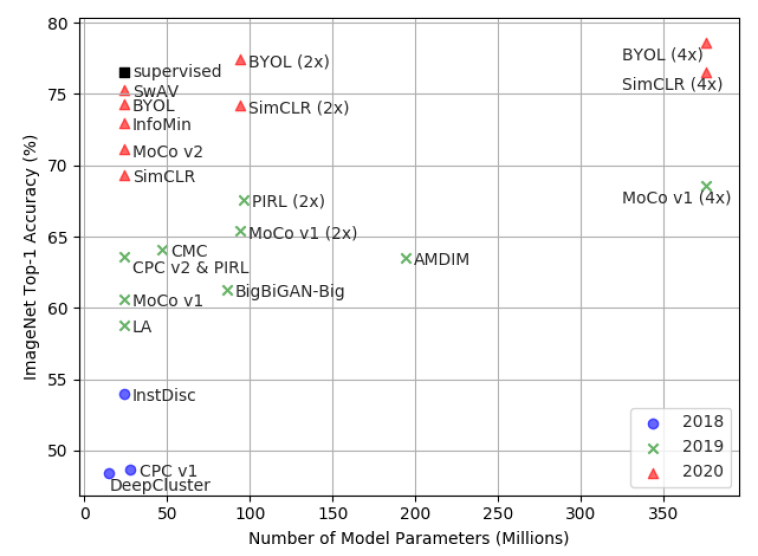 80
75
70
65
60
55
50
ImageNet Top-1 Accuracy (%)
BYOL (4x)
BYOL (2x)
supervised
SimCLR (4x)
SwAV
BYOL
SimCLR (2x)
InfoMin
MoCo v2
SimCLR
MoCo v1 (4x)
PIRL (2x)
MoCo v1 (2x)
CMC
AMDIM
CPC v2 & PIRL
BigBiGAN-Big
MoCo v1
LA
InstDisc
CPC v1
DeepCluster
2018
2019
2020
0 50 100 150 200 250 300 350
Number of Model Parameters (Millions)